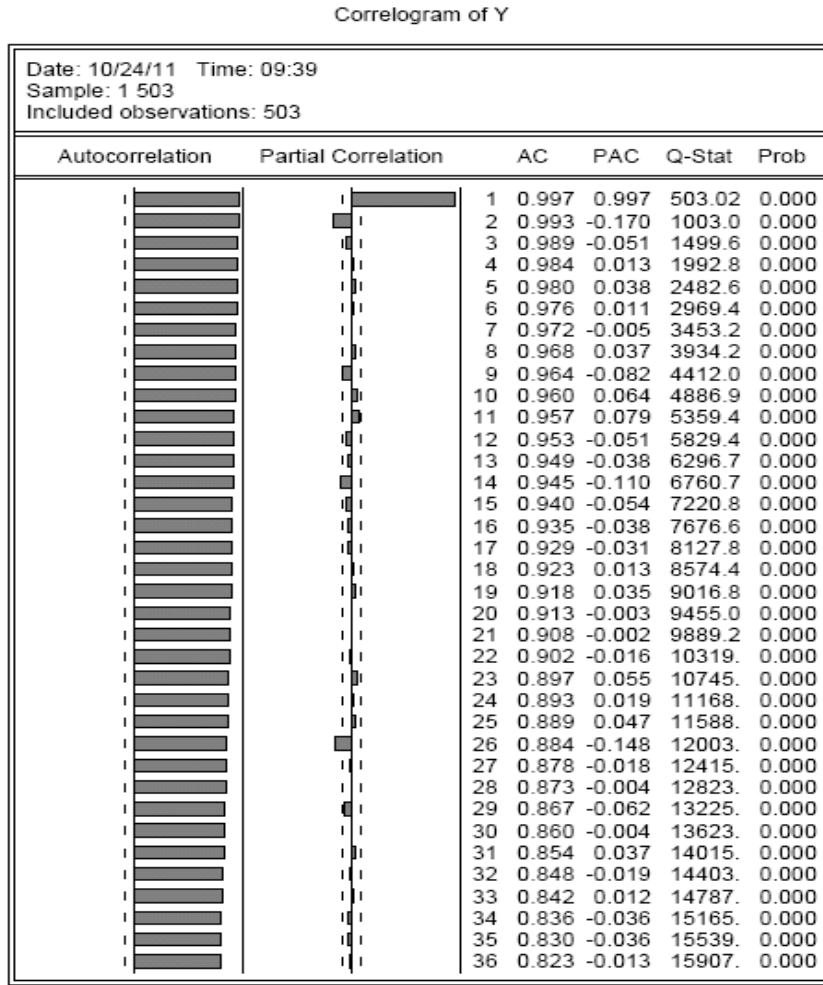 Correlogram of Y
Date: 10/24/11 Time: 09:39
Sample: 1 503
Included observations: 503
Autocorrelation Partial Correlation AC PAC Q-Stat Prob
1 0.997 0.997 503.02 0.000
2 0.993 -0.170 1003.0 0.000
3 0.989 -0.051 1499.6 0.000
4 0.984 0.013 1992.8 0.000
5 0.980 0.038 2482.6 0.000
6 0.976 0.011 2969.4 0.000
7 0.972 -0.005 3453.2 0.000
8 0.968 0.037 3934.2 0.000
9 0.964 -0.082 4412.0 0.000
10 0.960 0.064 4886.9 0.000
11 0.957 0.079 5359.4 0.000
12 0.953 -0.051 5829.4 0.000
13 0.949 -0.038 6296.7 0.000
14 0.945 -0.110 6760.7 0.000
15 0.940 -0.054 7220.8 0.000
16 0.935 -0.038 7676.6 0.000
17 0.929 -0.031 8127.8 0.000
18 0.923 0.013 8574.4 0.000
19 0.918 0.035 9016.8 0.000
20 0.913 -0.003 9455.0 0.000
21 0.908 -0.002 9889.2 0.000
22 0.902 -0.016 10319. 0.000
23 0.897 0.055 10745. 0.000
24 0.893 0.019 11168. 0.000
25 0.889 0.047 11588. 0.000
26 0.884 -0.148 12003. 0.000
27 0.878 -0.018 12415. 0.000
28 0.873 -0.004 12823. 0.000
29 0.867 -0.062 13225. 0.000
30 0.860 -0.004 13623. 0.000
31 0.854 0.037 14015. 0.000
32 0.848 -0.019 14403. 0.000
33 0.842 0.012 14787. 0.000
34 0.836 -0.036 15165. 0.000
35 0.830 -0.036 15539. 0.000
36 0.823 -0.013 15907. 0.000